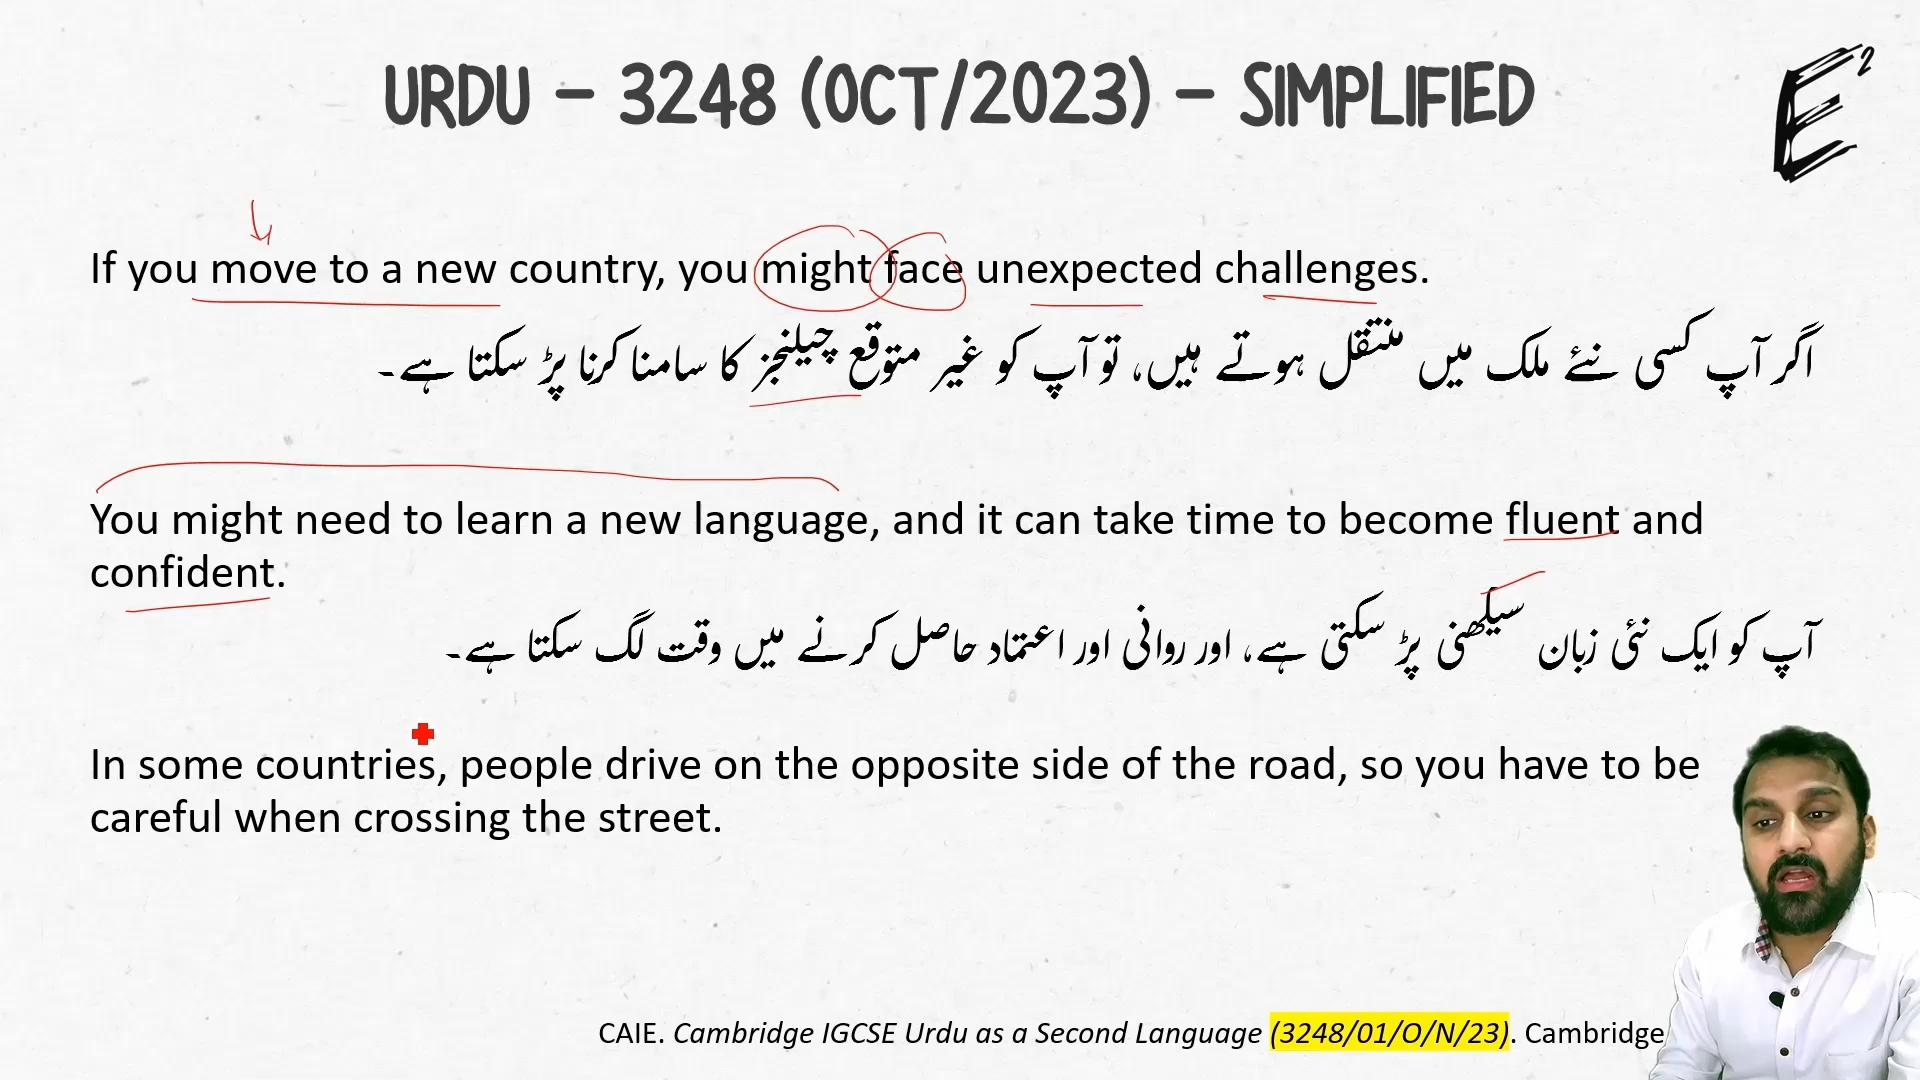 URDU – 3248 (OCT/2023) – SIMPLIFIED
E²
If you move to a new country, you might face unexpected challenges.
اگر آپ کسی نئے ملک میں منتقل ہوتے ہیں، تو آپ کو غیر متوقع چیلنجز کا سامنا کرنا پڑ سکتا ہے۔
You might need to learn a new language, and it can take time to become fluent and
confident.
آپ کو ایک نئی زبان سیکھنی پڑ سکتی ہے، اور روانی اور اعتماد حاصل کرنے میں وقت لگ سکتا ہے۔
In some countries, people drive on the opposite side of the road, so you have to be
careful when crossing the street.
CAIE. Cambridge IGCSE Urdu as a Second Language (3248/01/O/N/23). Cambridge